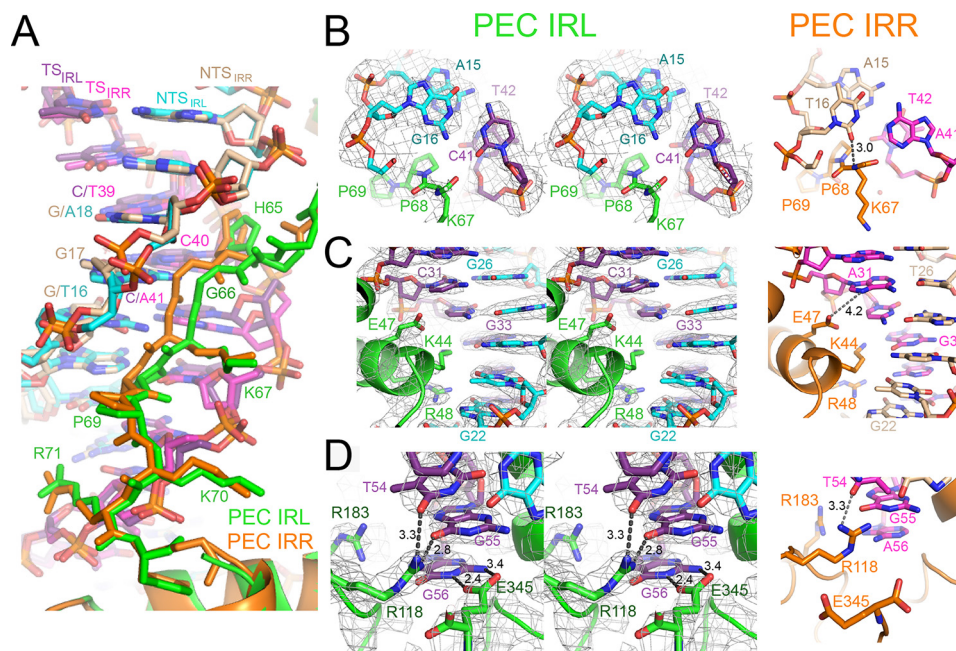 A
TS IRL
TS IRR
NTS IRL
NTS IRR
C/T39
G/A18
H65
G17
C40
G66
G/T16
C/A41
K67
P69
R71
K70
PEC IRL
PEC IRR
PEC IRL
PEC IRR
B
A15
T42
G16
C41
P69
P68
K67
A15
T42
G16
C41
P69
P68
K67
A15
T16
T42
A41
3.0
P68
P69
K67
C
C31
G26
E47
G33
K44
R48
G22
C31
G26
E47
G33
K44
R48
G22
A31
T26
E47
4.2
K44
G3
R48
G22
D
T54
R183
3.3
G55
2.8
3.4
2.4
G56
E345
R118
T54
R183
3.3
G55
2.8
3.4
2.4
G56
E345
R118
T54
R183
3.3
G55
A56
R118
E345